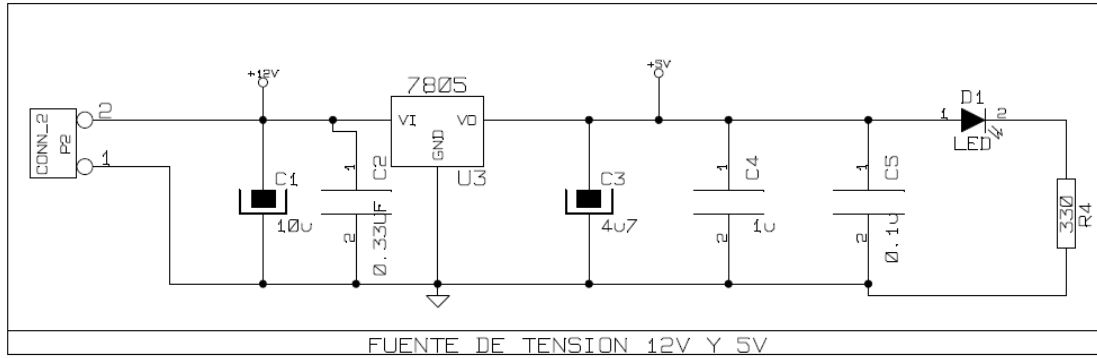 +12V
+5V
7805
VI
VO
GND
U3
CONN_2
P2
2
1
C1
10u
1
C2
2
0.33UF
C3
4u7
1
C4
2
1u
1
C5
2
0.1u
D1
1
2
LED
330
R4
FUENTE DE TENSION 12V Y 5V